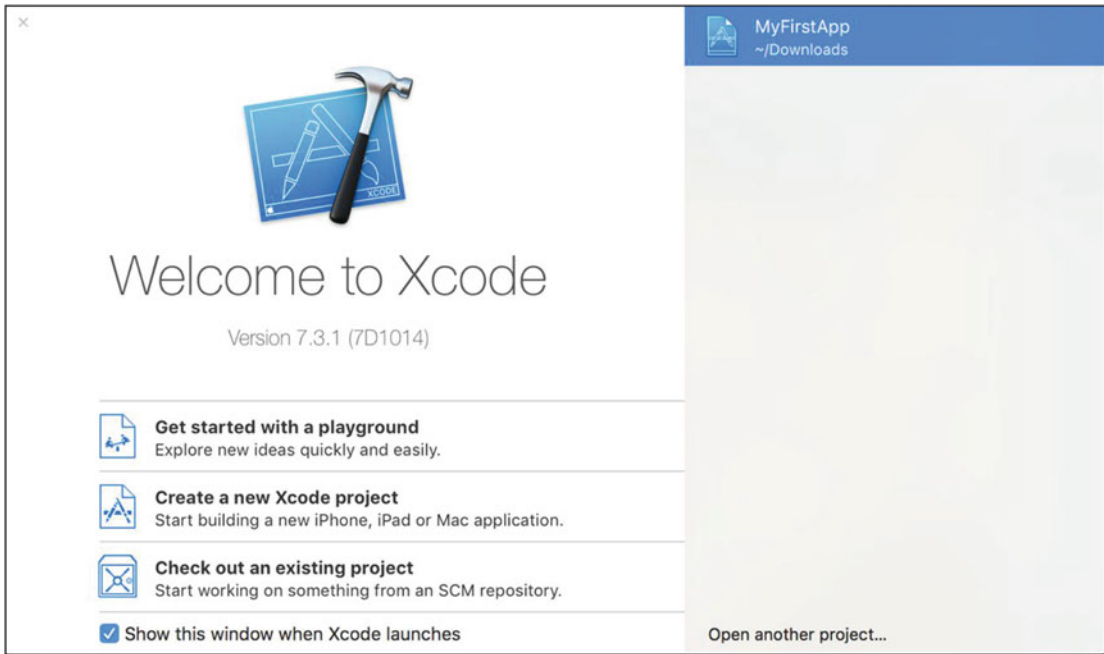 XCODE
Welcome to Xcode
Version 7.3.1 (7D1014)
Get started with a playground
Explore new ideas quickly and easily.
Create a new Xcode project
Start building a new iPhone, iPad or Mac application.
Check out an existing project
Start working on something from an SCM repository.
Show this window when Xcode launches
MyFirstApp
~/Downloads
Open another project...